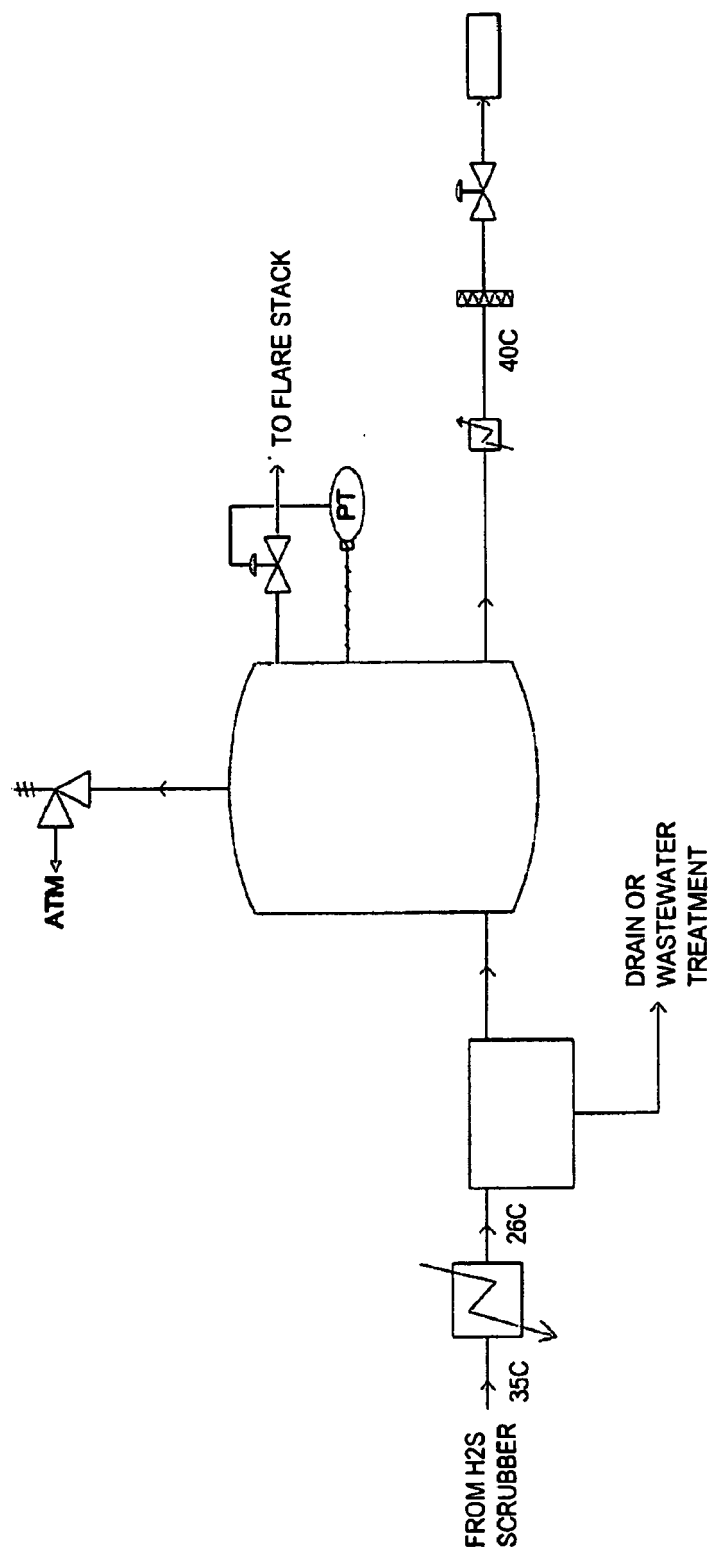 FROM H2S
SCRUBBER
35C
26C
DRAIN OR
WASTEWATER
TREATMENT
ATM
TO FLARE STACK
PT
40C